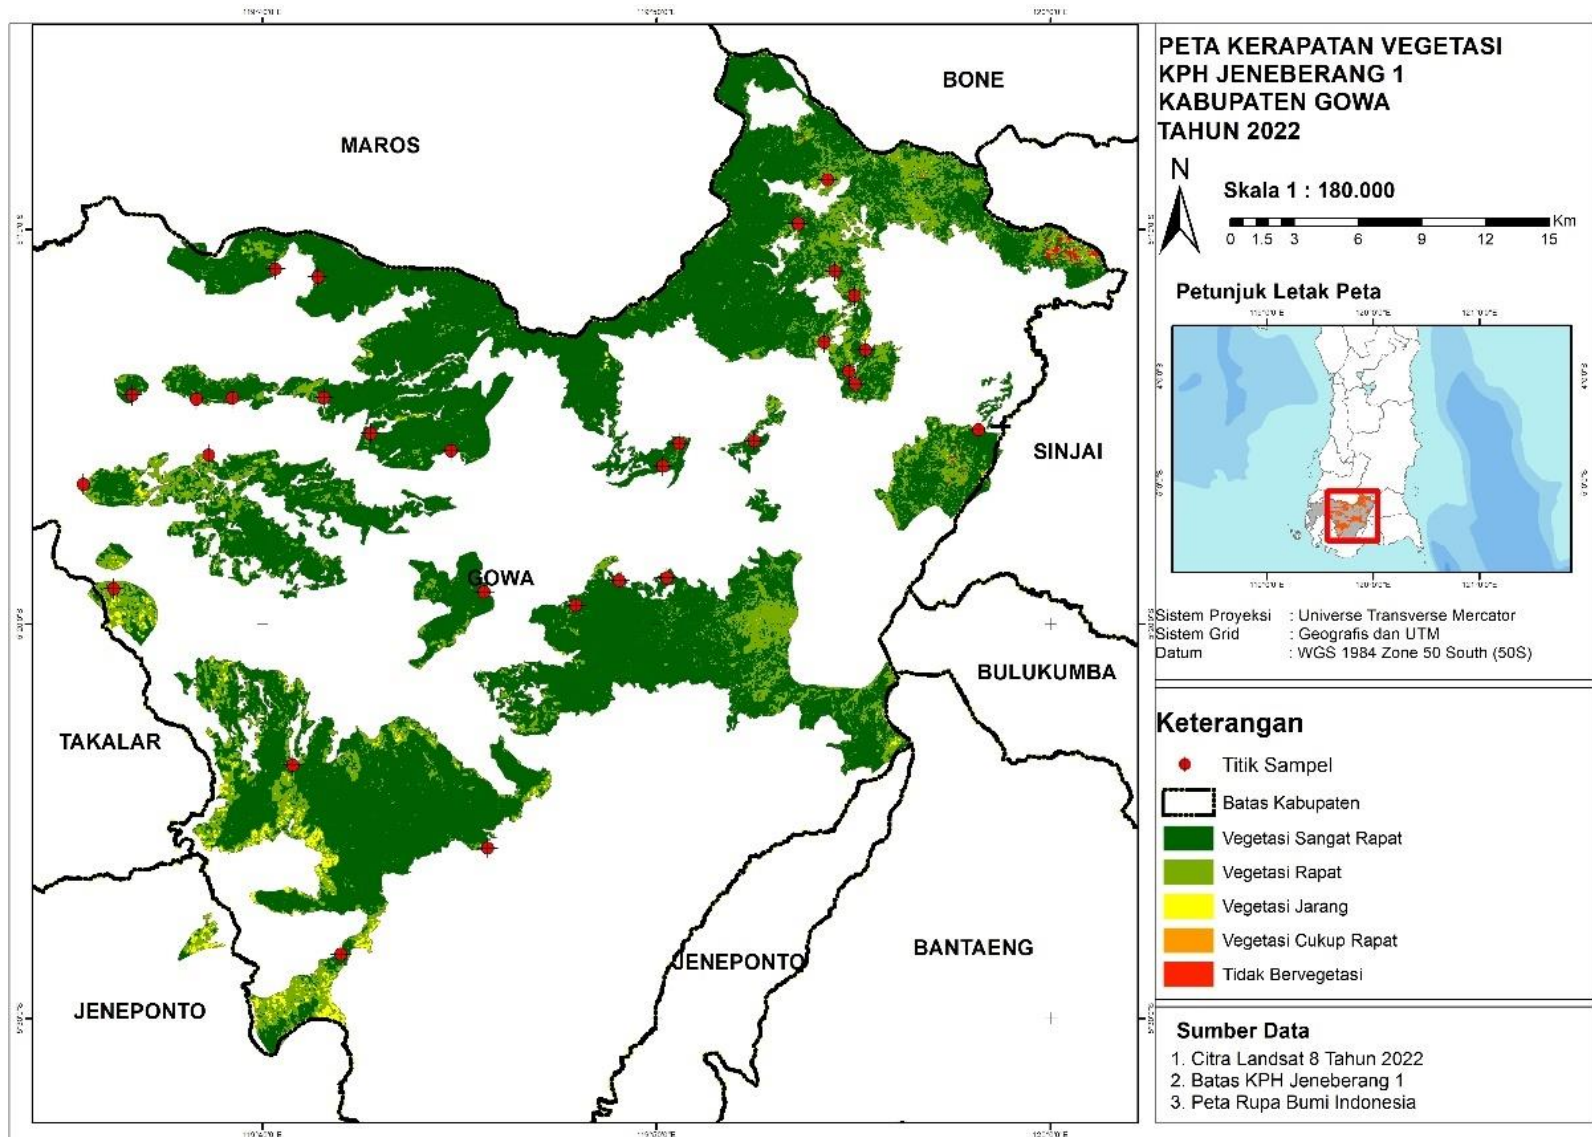 PETA KERAPATAN VEGETASI
KPH JENEBERANG 1
KABUPATEN GOWA
TAHUN 2022
N
Skala 1 : 180.000
Km
0 1.5 3 6 9 12 15
Petunjuk Letak Peta
Sistem Proyeksi : Universe Transverse Mercator
Sistem Grid : Geografis dan UTM
Datum : WGS 1984 Zone 50 South (50S)
Keterangan
Titik Sampel
Batas Kabupaten
Vegetasi Sangat Rapat
Vegetasi Rapat
Vegetasi Jarang
Vegetasi Cukup Rapat
Tidak Bervegetasi
Sumber Data
1. Citra Landsat 8 Tahun 2022
2. Batas KPH Jeneberang 1
3. Peta Rupa Bumi Indonesia
BONE
MAROS
SINJAI
GOWA
BULUKUMBA
TAKALAR
JENEPONTO
BANTAENG
JENEPONTO